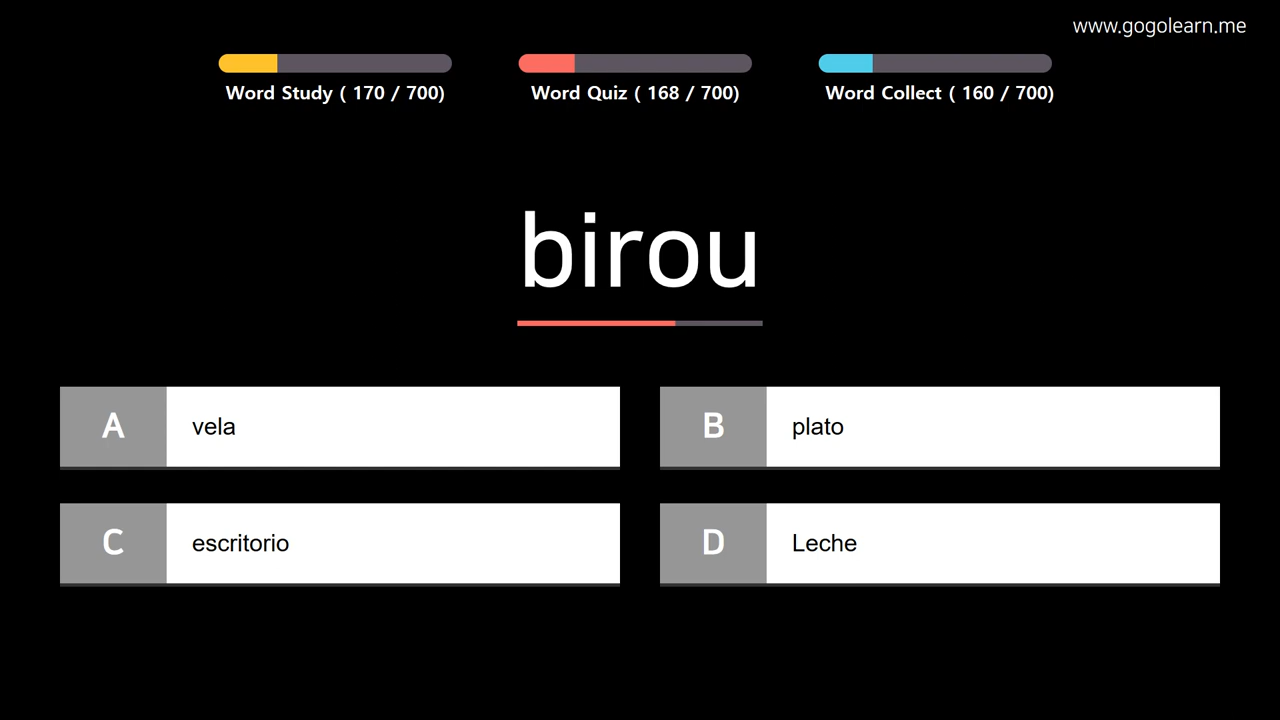 www.gogolearn.me
Word Study ( 170 / 700)
Word Quiz ( 168 / 700)
Word Collect ( 160 / 700)
birou
A vela
B plato
C escritorio
D Leche